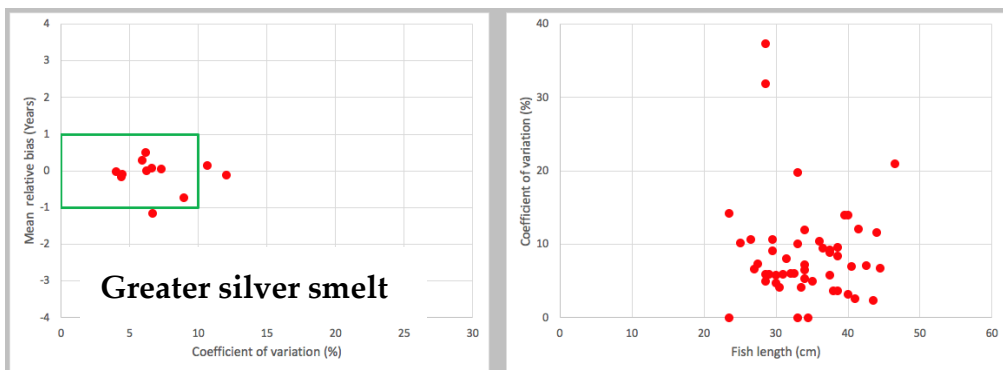 Mean relative bias (Years)
4
3
2
1
0
-1
-2
-3
-4
Greater silver smelt
0 5 10 15 20 25 30
Coefficient of variation (%)
Coefficient of variation (%)
40
30
20
10
0
0 10 20 30 40 50 60
Fish length (cm)